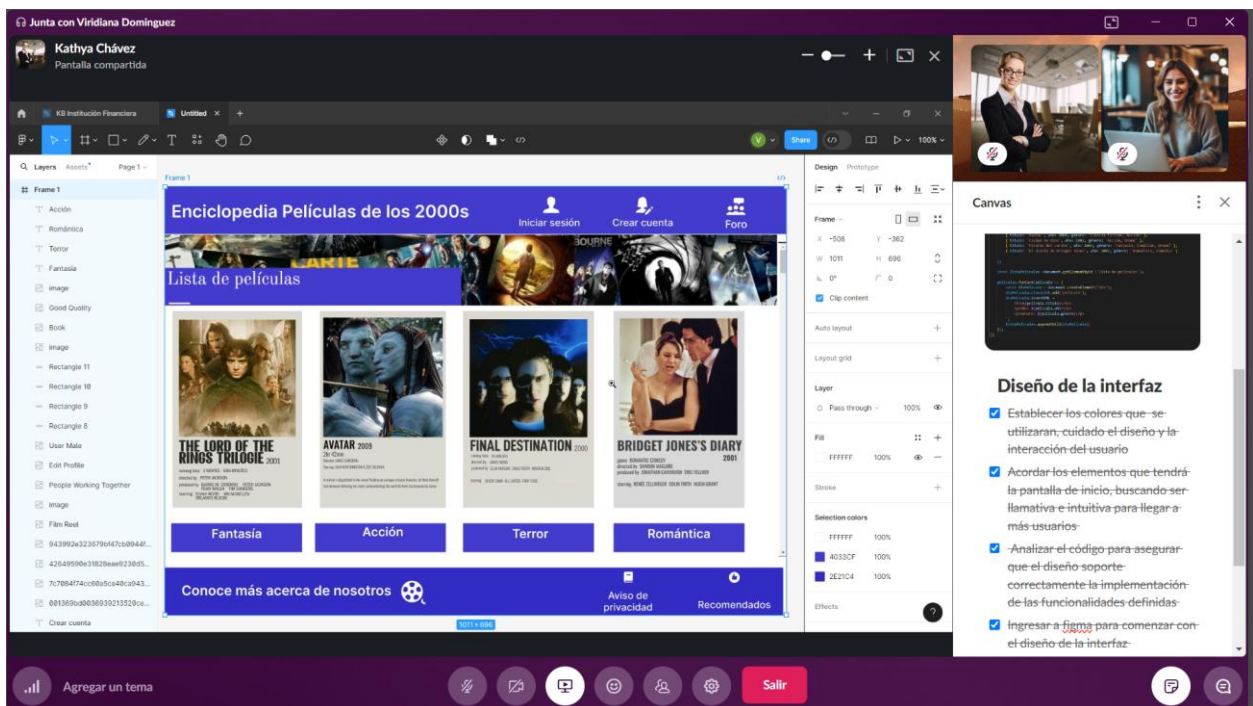 Junta con Viridiana Dominguez
Kathya Chávez
Pantalla compartida
KB Institución Financiera
Untitled
Share
100%
Layers
Assets
Page 1
Frame 1
Acción
Romántica
Terror
Fantasía
image
Good Quality
Book
image
Rectangle 11
Rectangle 10
Rectangle 9
Rectangle 8
User Male
Edit Profile
People Working Together
image
Film Reel
Crear cuenta
Frame 1
Enciclopedia Películas de los 2000s
Iniciar sesión
Crear cuenta
Foro
BOURNE
Lista de películas
THE LORD OF THE
RINGS TRILOGIE 2001
AVATAR 2009
FINAL DESTINATION 2000
BRIDGET JONES'S DIARY
2001
Fantasía
Acción
Terror
Romántica
Conoce más acerca de nosotros
Aviso de
privacidad
Recomendados
1011 × 696
Design
Prototype
Frame
X -508
Y -362
W 1011
H 696
0°
0
Clip content
Auto layout
Layout grid
Layer
Pass through
100%
Fill
FFFFFF
100%
Stroke
Selection colors
FFFFFF 100%
4033CF 100%
2E21C4 100%
Effects
?
Canvas
Diseño de la interfaz
Establecer los colores que se
utilizaran, cuidado el diseño y la
interacción del usuario
Acordar los elementos que tendrá
la pantalla de inicio, buscando ser
llamativa e intuitiva para llegar a
más usuarios
Analizar el código para asegurar
que el diseño soporte
correctamente la implementación
de las funcionalidades definidas
Ingresar a figma para comenzar con
el diseño de la interfaz
Agregar un tema
Salir